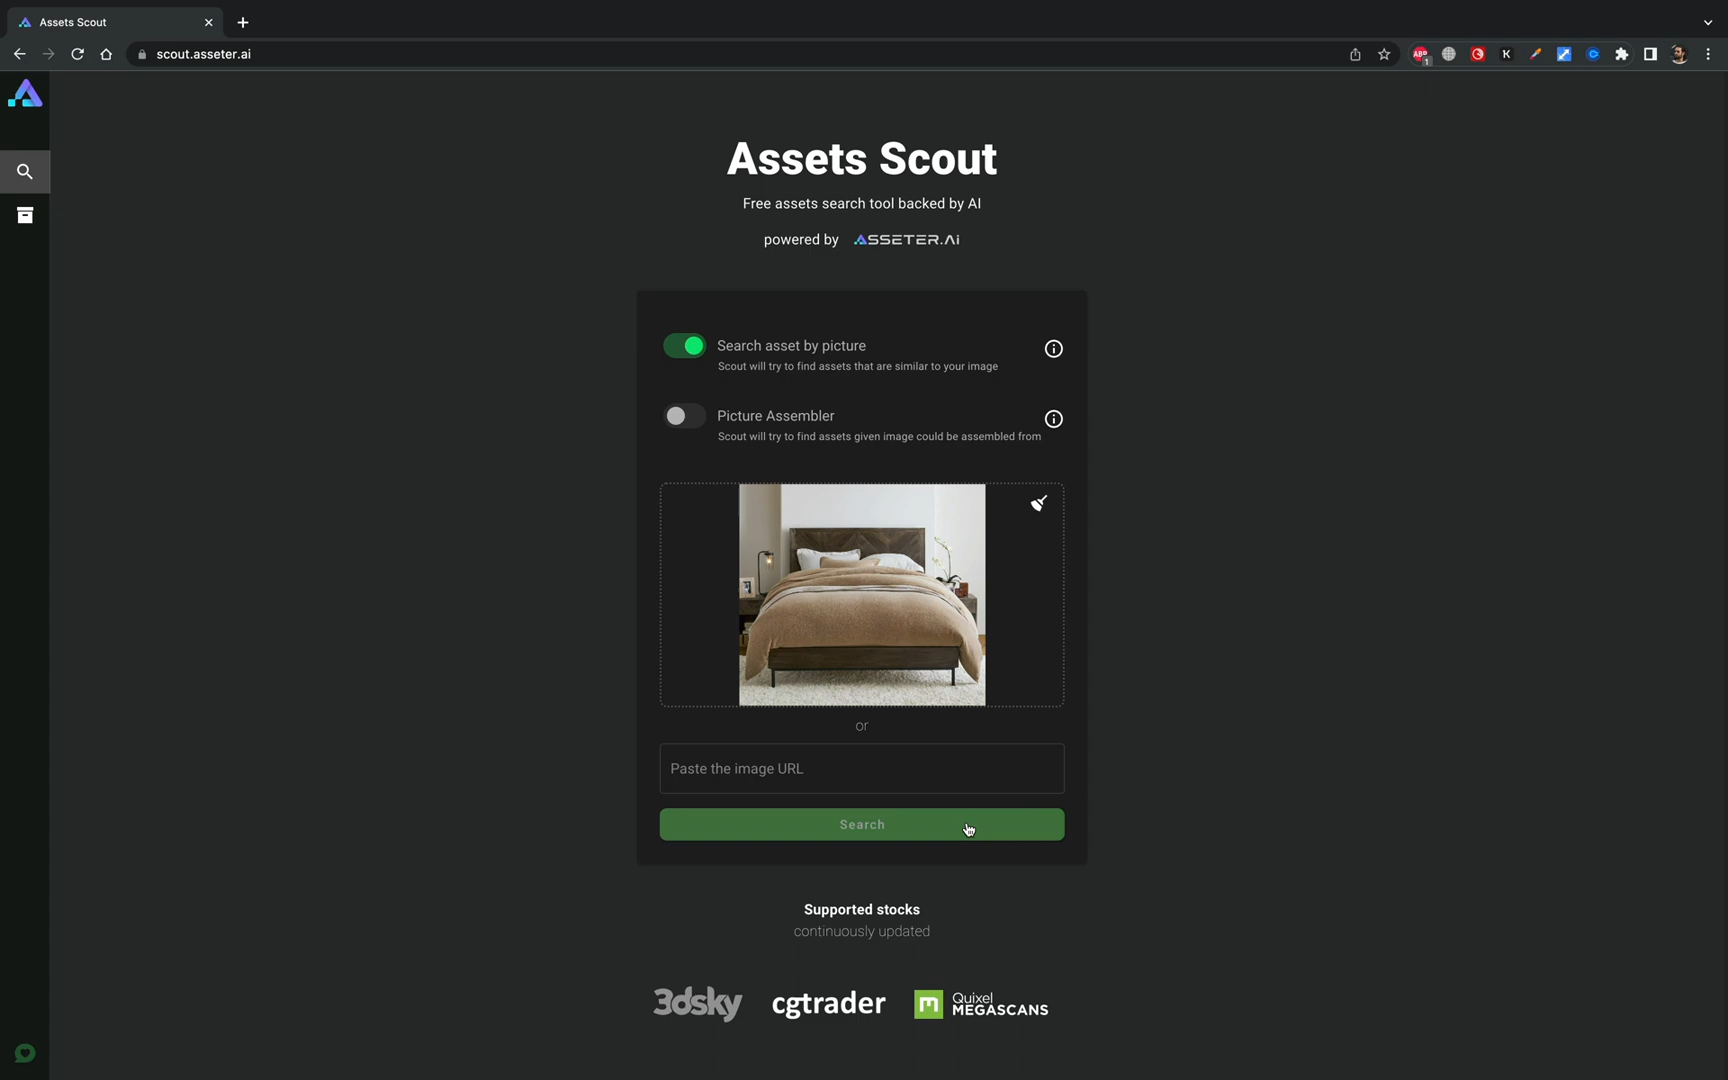 Assets Scout
scout.asseter.ai
ABP
1
K
Assets Scout
Free assets search tool backed by AI
powered by ASSETER.Ai
Search asset by picture
Scout will try to find assets that are similar to your image
Picture Assembler
Scout will try to find assets given image could be assembled from
or
Paste the image URL
Search
Supported stocks
continuously updated
3dsky cgtrader m Quixel
MEGASCANS